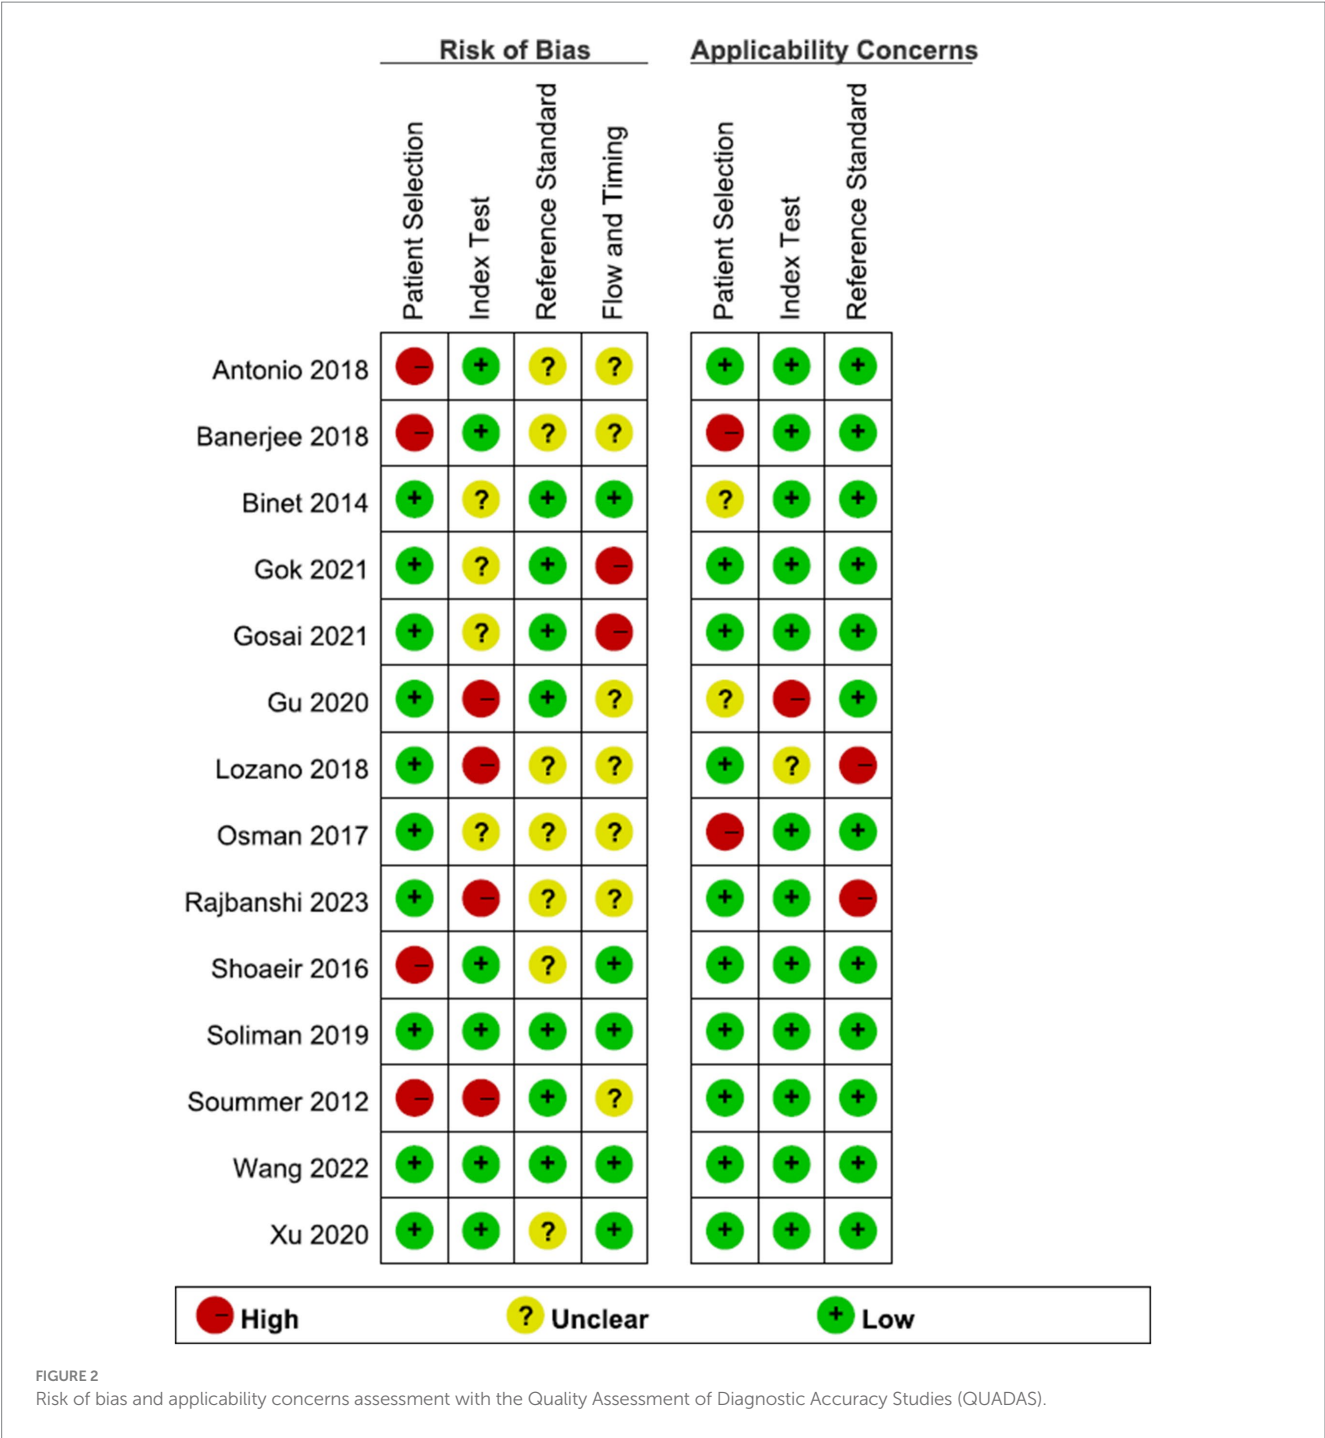 Risk of Bias Applicability Concerns
Patient Selection Index Test Reference Standard Flow and Timing Patient Selection Index Test Reference Standard
Antonio 2018 – + ? ? + + +
Banerjee 2018 – + ? ? – + +
Binet 2014 + ? + + ? + +
Gok 2021 + ? + – + + +
Gosai 2021 + ? + – + + +
Gu 2020 + – + ? ? – +
Lozano 2018 + – ? ? + ? –
Osman 2017 + ? ? ? – + +
Rajbanshi 2023 + – ? ? + + –
Shoaeir 2016 – + ? + + + +
Soliman 2019 + + + + + + +
Soummer 2012 – – + ? + + +
Wang 2022 + + + + + + +
Xu 2020 + + ? + + + +
– High ? Unclear + Low
FIGURE 2
Risk of bias and applicability concerns assessment with the Quality Assessment of Diagnostic Accuracy Studies (QUADAS).